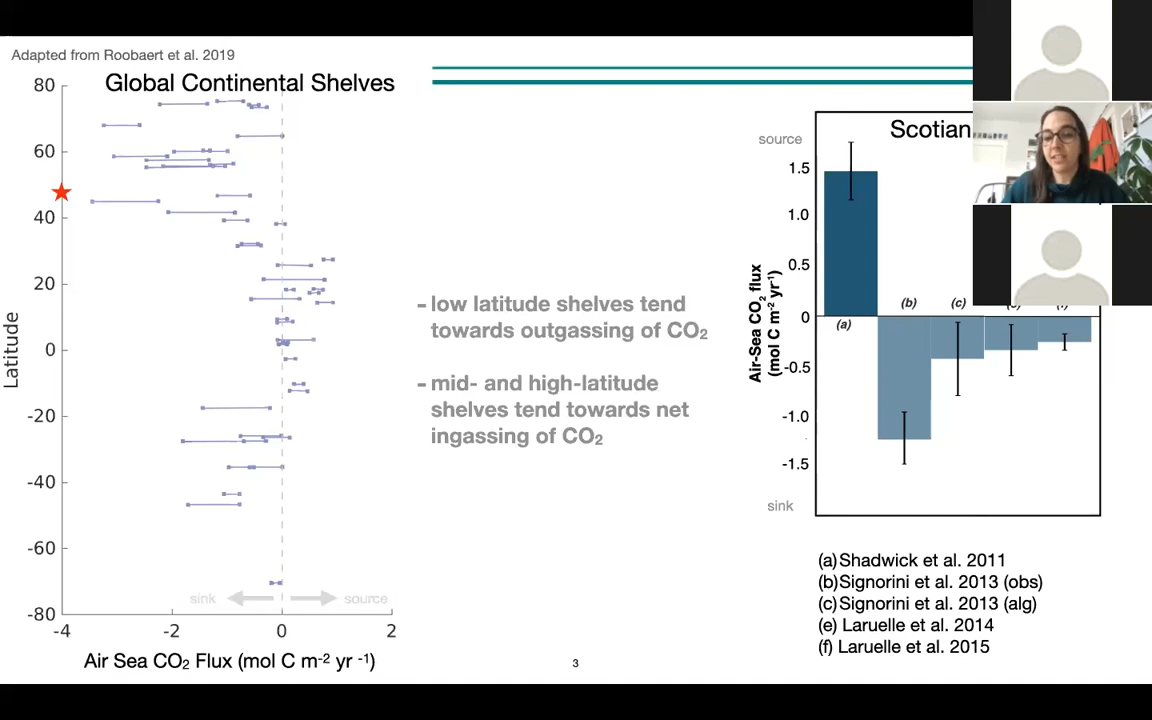 Adapted from Roobaert et al. 2019
Global Continental Shelves
80
60
40
20
0
-20
-40
-60
-80
Latitude
sink
source
-4
-2
0
2
Air Sea CO₂ Flux (mol C m⁻² yr ⁻¹)
- low latitude shelves tend
towards outgassing of CO₂
- mid- and high-latitude
shelves tend towards net
ingassing of CO₂
3
source
Scotian
1.5
1.0
0.5
0
-0.5
-1.0
-1.5
sink
Air-Sea CO₂ flux
(mol C m⁻² yr⁻¹)
(a)
(b)
(c)
(a)Shadwick et al. 2011
(b)Signorini et al. 2013 (obs)
(c)Signorini et al. 2013 (alg)
(e) Laruelle et al. 2014
(f) Laruelle et al. 2015